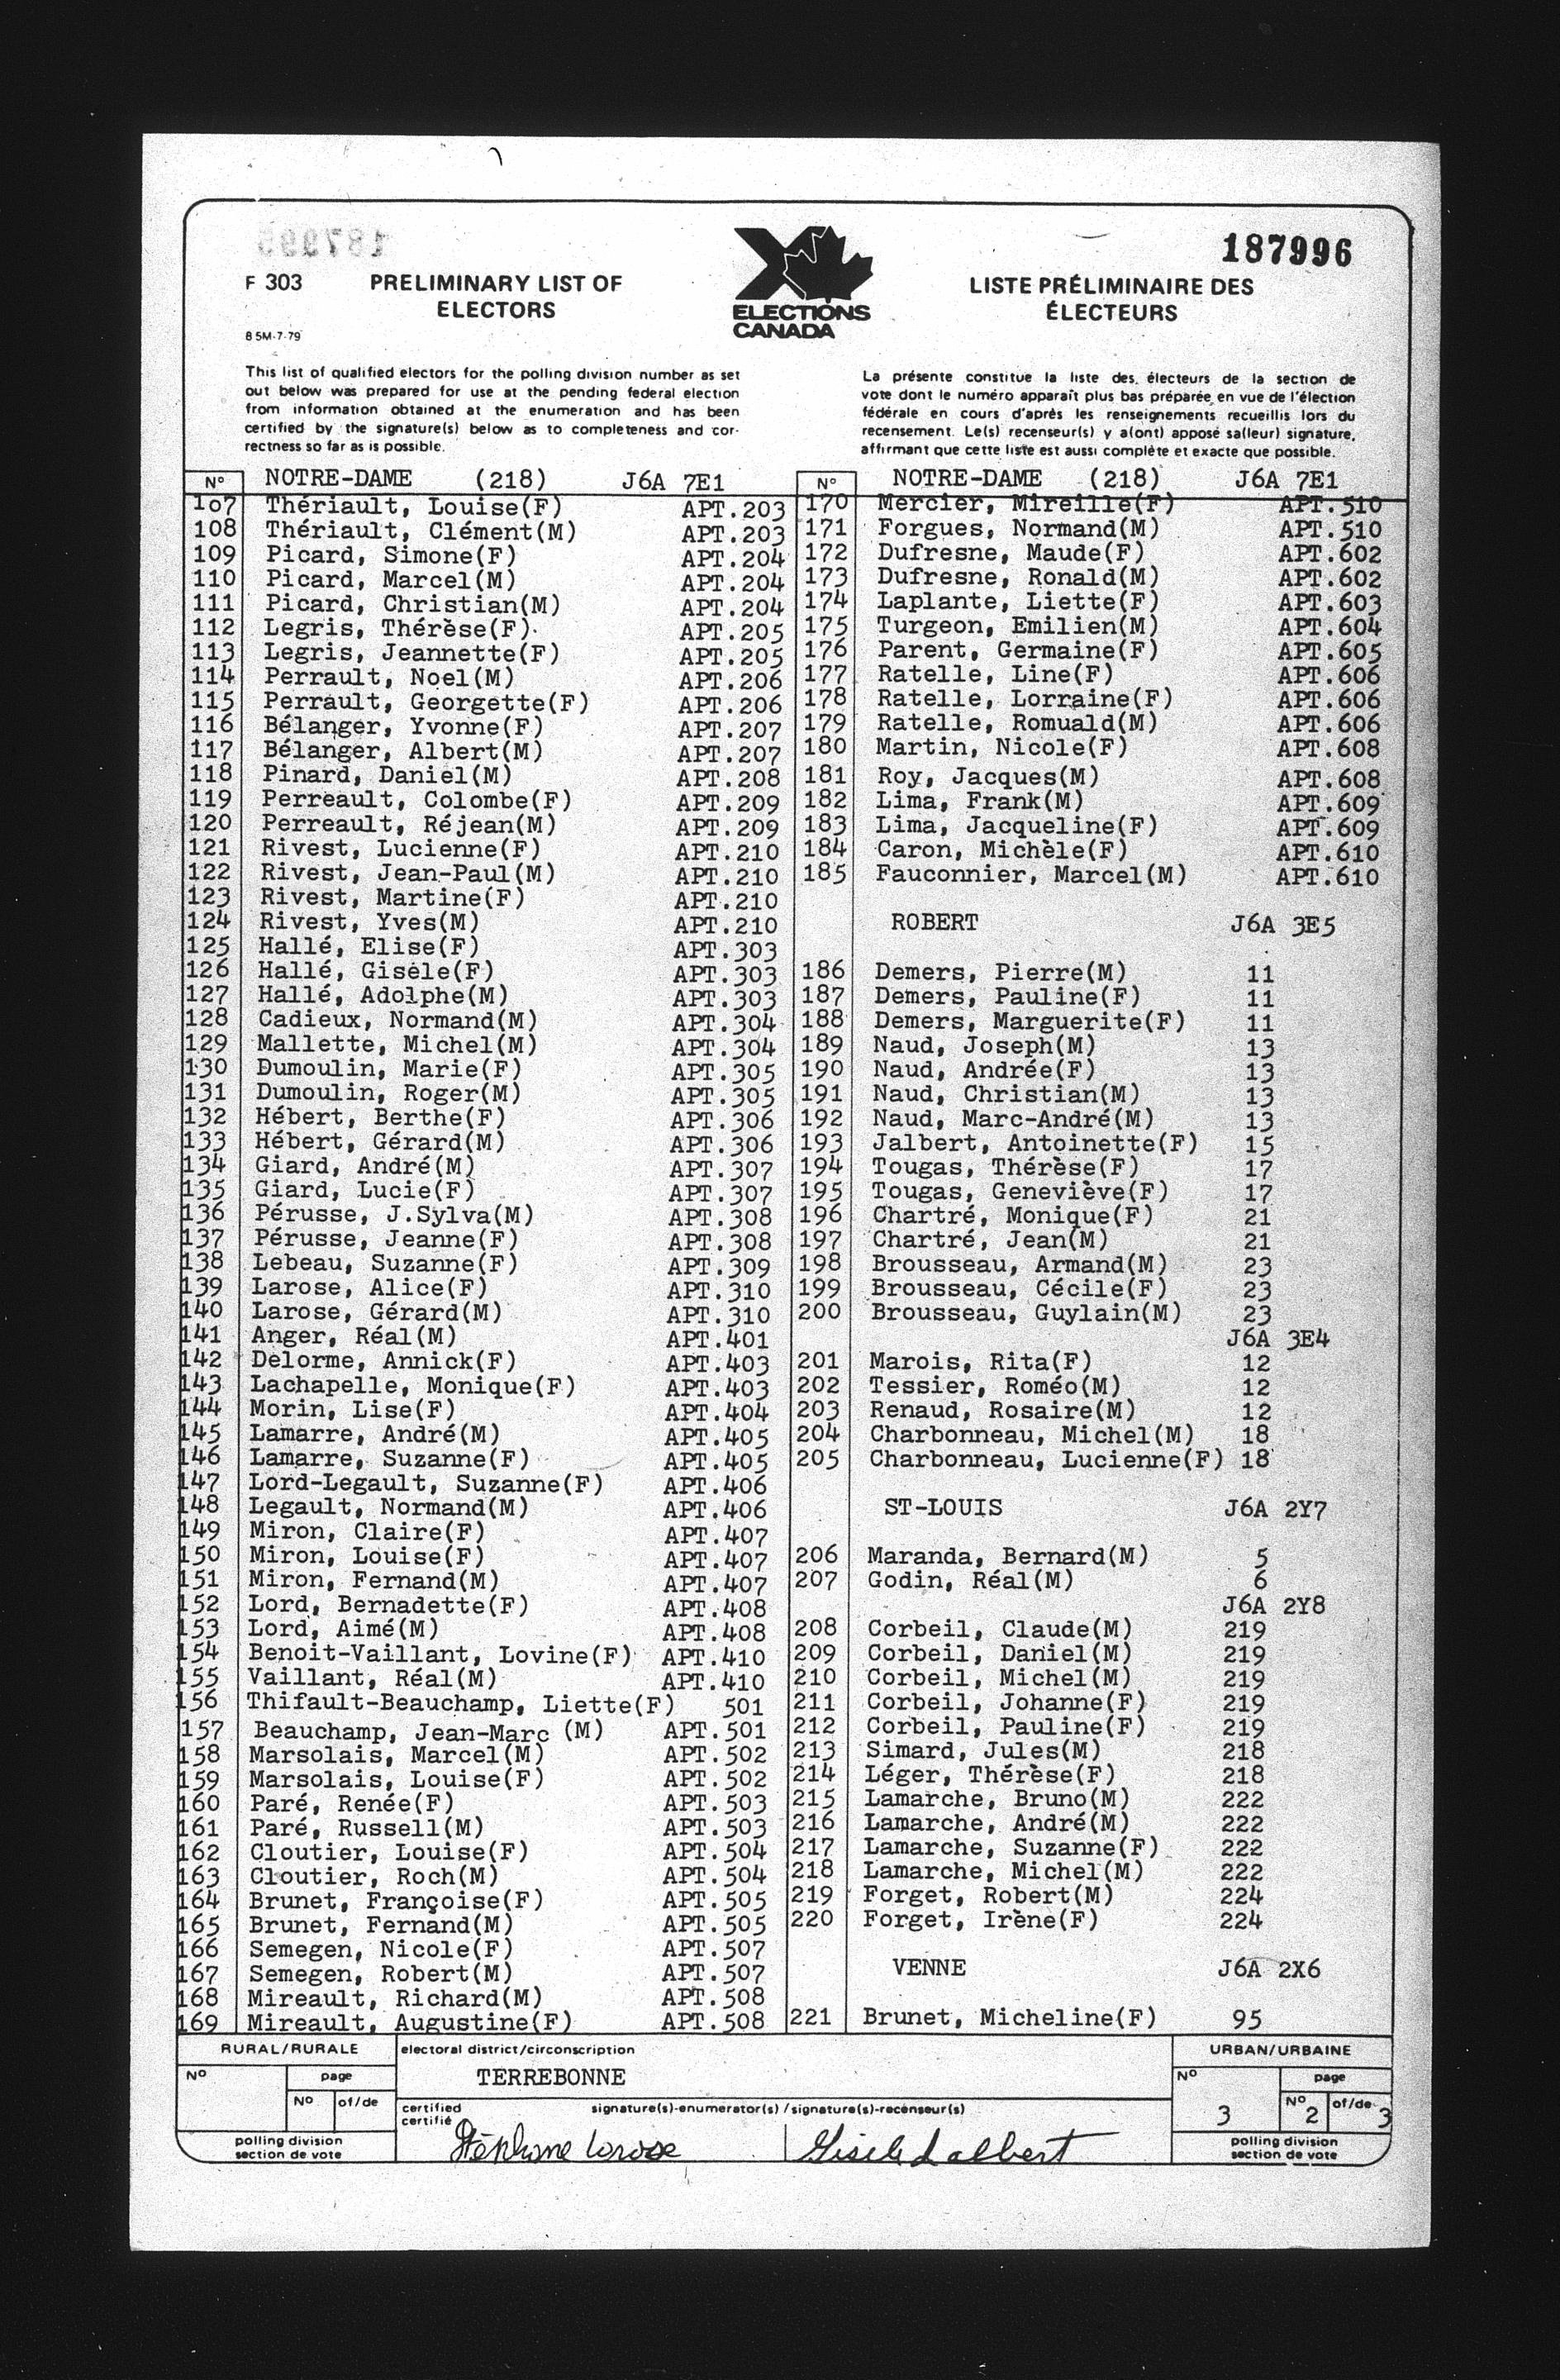 187996
F 303
PRELIMINARY LIST OF
ELECTORS
8 5M-7-79
ELECTIONS
CANADA
LISTE PRÉLIMINAIRE DES
ÉLECTEURS
This list of qualified electors for the polling division number as set
out below was prepared for use at the pending federal election
from information obtained at the enumeration and has been
certified by the signature(s) below as to completeness and cor-
rectness so far as is possible.
La présente constitue la liste des électeurs de la section de
vote dont le numéro apparaît plus bas préparée en vue de l'élection
fédérale en cours d'après les renseignements recueillis lors du
recensement. Le(s) recenseur(s) y a(ont) apposé sa(leur) signature,
affirmant que cette liste est aussi complète et exacte que possible.
Nº NOTRE-DAME (218) J6A 7E1
107 Thériault, Louise(F) APT.203
108 Thériault, Clément(M) APT.203
109 Picard, Simone(F) APT.204
110 Picard, Marcel(M) APT.204
111 Picard, Christian(M) APT.204
112 Legris, Thérèse(F) APT.205
113 Legris, Jeannette(F) APT.205
114 Perrault, Noel(M) APT.206
115 Perrault, Georgette(F) APT.206
116 Bélanger, Yvonne(F) APT.207
117 Bélanger, Albert(M) APT.207
118 Pinard, Daniel(M) APT.208
119 Perreault, Colombe(F) APT.209
120 Perreault, Réjean(M) APT.209
121 Rivest, Lucienne(F) APT.210
122 Rivest, Jean-Paul(M) APT.210
123 Rivest, Martine(F) APT.210
124 Rivest, Yves(M) APT.210
125 Hallé, Elise(F) APT.303
126 Hallé, Gisèle(F) APT.303
127 Hallé, Adolphe(M) APT.303
128 Cadieux, Normand(M) APT.304
129 Mallette, Michel(M) APT.304
130 Dumoulin, Marie(F) APT.305
131 Dumoulin, Roger(M) APT.305
132 Hébert, Berthe(F) APT.306
133 Hébert, Gérard(M) APT.306
134 Giard, André(M) APT.307
135 Giard, Lucie(F) APT.307
136 Pérusse, J.Sylva(M) APT.308
137 Pérusse, Jeanne(F) APT.308
138 Lebeau, Suzanne(F) APT.309
139 Larose, Alice(F) APT.310
140 Larose, Gérard(M) APT.310
141 Anger, Réal(M) APT.401
142 Delorme, Annick(F) APT.403
143 Lachapelle, Monique(F) APT.403
144 Morin, Lise(F) APT.404
145 Lamarre, André(M) APT.405
146 Lamarre, Suzanne(F) APT.405
147 Lord-Legault, Suzanne(F) APT.406
148 Legault, Normand(M) APT.406
149 Miron, Claire(F) APT.407
150 Miron, Louise(F) APT.407
151 Miron, Fernand(M) APT.407
152 Lord, Bernadette(F) APT.408
153 Lord, Aimé(M) APT.408
154 Benoit-Vaillant, Lovine(F) APT.410
155 Vaillant, Réal(M) APT.410
156 Thifault-Beauchamp, Liette(F) 501
157 Beauchamp, Jean-Marc (M) APT.501
158 Marsolais, Marcel(M) APT.502
159 Marsolais, Louise(F) APT.502
160 Paré, Renée(F) APT.503
161 Paré, Russell(M) APT.503
162 Cloutier, Louise(F) APT.504
163 Cloutier, Roch(M) APT.504
164 Brunet, Françoise(F) APT.505
165 Brunet, Fernand(M) APT.505
166 Semegen, Nicole(F) APT.507
167 Semegen, Robert(M) APT.507
168 Mireault, Richard(M) APT.508
169 Mireault, Augustine(F) APT.508
Nº NOTRE-DAME (218) J6A 7E1
170 Mercier, Mireille(F) APT.510
171 Forgues, Normand(M) APT.510
172 Dufresne, Maude(F) APT.602
173 Dufresne, Ronald(M) APT.602
174 Laplante, Liette(F) APT.603
175 Turgeon, Emilien(M) APT.604
176 Parent, Germaine(F) APT.605
177 Ratelle, Line(F) APT.606
178 Ratelle, Lorraine(F) APT.606
179 Ratelle, Romuald(M) APT.606
180 Martin, Nicole(F) APT.608
181 Roy, Jacques(M) APT.608
182 Lima, Frank(M) APT.609
183 Lima, Jacqueline(F) APT.609
184 Caron, Michèle(F) APT.610
185 Fauconnier, Marcel(M) APT.610
ROBERT J6A 3E5
186 Demers, Pierre(M) 11
187 Demers, Pauline(F) 11
188 Demers, Marguerite(F) 11
189 Naud, Joseph(M) 13
190 Naud, Andrée(F) 13
191 Naud, Christian(M) 13
192 Naud, Marc-André(M) 13
193 Jalbert, Antoinette(F) 15
194 Tougas, Thérèse(F) 17
195 Tougas, Geneviève(F) 17
196 Chartré, Monique(F) 21
197 Chartré, Jean(M) 21
198 Brousseau, Armand(M) 23
199 Brousseau, Cécile(F) 23
200 Brousseau, Guylain(M) 23
J6A 3E4
201 Marois, Rita(F) 12
202 Tessier, Roméo(M) 12
203 Renaud, Rosaire(M) 12
204 Charbonneau, Michel(M) 18
205 Charbonneau, Lucienne(F) 18
ST-LOUIS J6A 2Y7
206 Maranda, Bernard(M) 5
207 Godin, Réal(M) 6
J6A 2Y8
208 Corbeil, Claude(M) 219
209 Corbeil, Daniel(M) 219
210 Corbeil, Michel(M) 219
211 Corbeil, Johanne(F) 219
212 Corbeil, Pauline(F) 219
213 Simard, Jules(M) 218
214 Léger, Thérèse(F) 218
215 Lamarche, Bruno(M) 222
216 Lamarche, André(M) 222
217 Lamarche, Suzanne(F) 222
218 Lamarche, Michel(M) 222
219 Forget, Robert(M) 224
220 Forget, Irène(F) 224
VENNE J6A 2X6
221 Brunet, Micheline(F) 95
RURAL/RURALE
Nº page
Nº of/de
polling division
section de vote
electoral district/circonscription
TERREBONNE
certified signature(s)-enumerator(s)/signature(s)-recenseur(s)
certifié
Stéphane Larose Gisèle Lalbert
URBAN/URBAINE
Nº page
3 Nº 2 of/de 3
polling division
section de vote